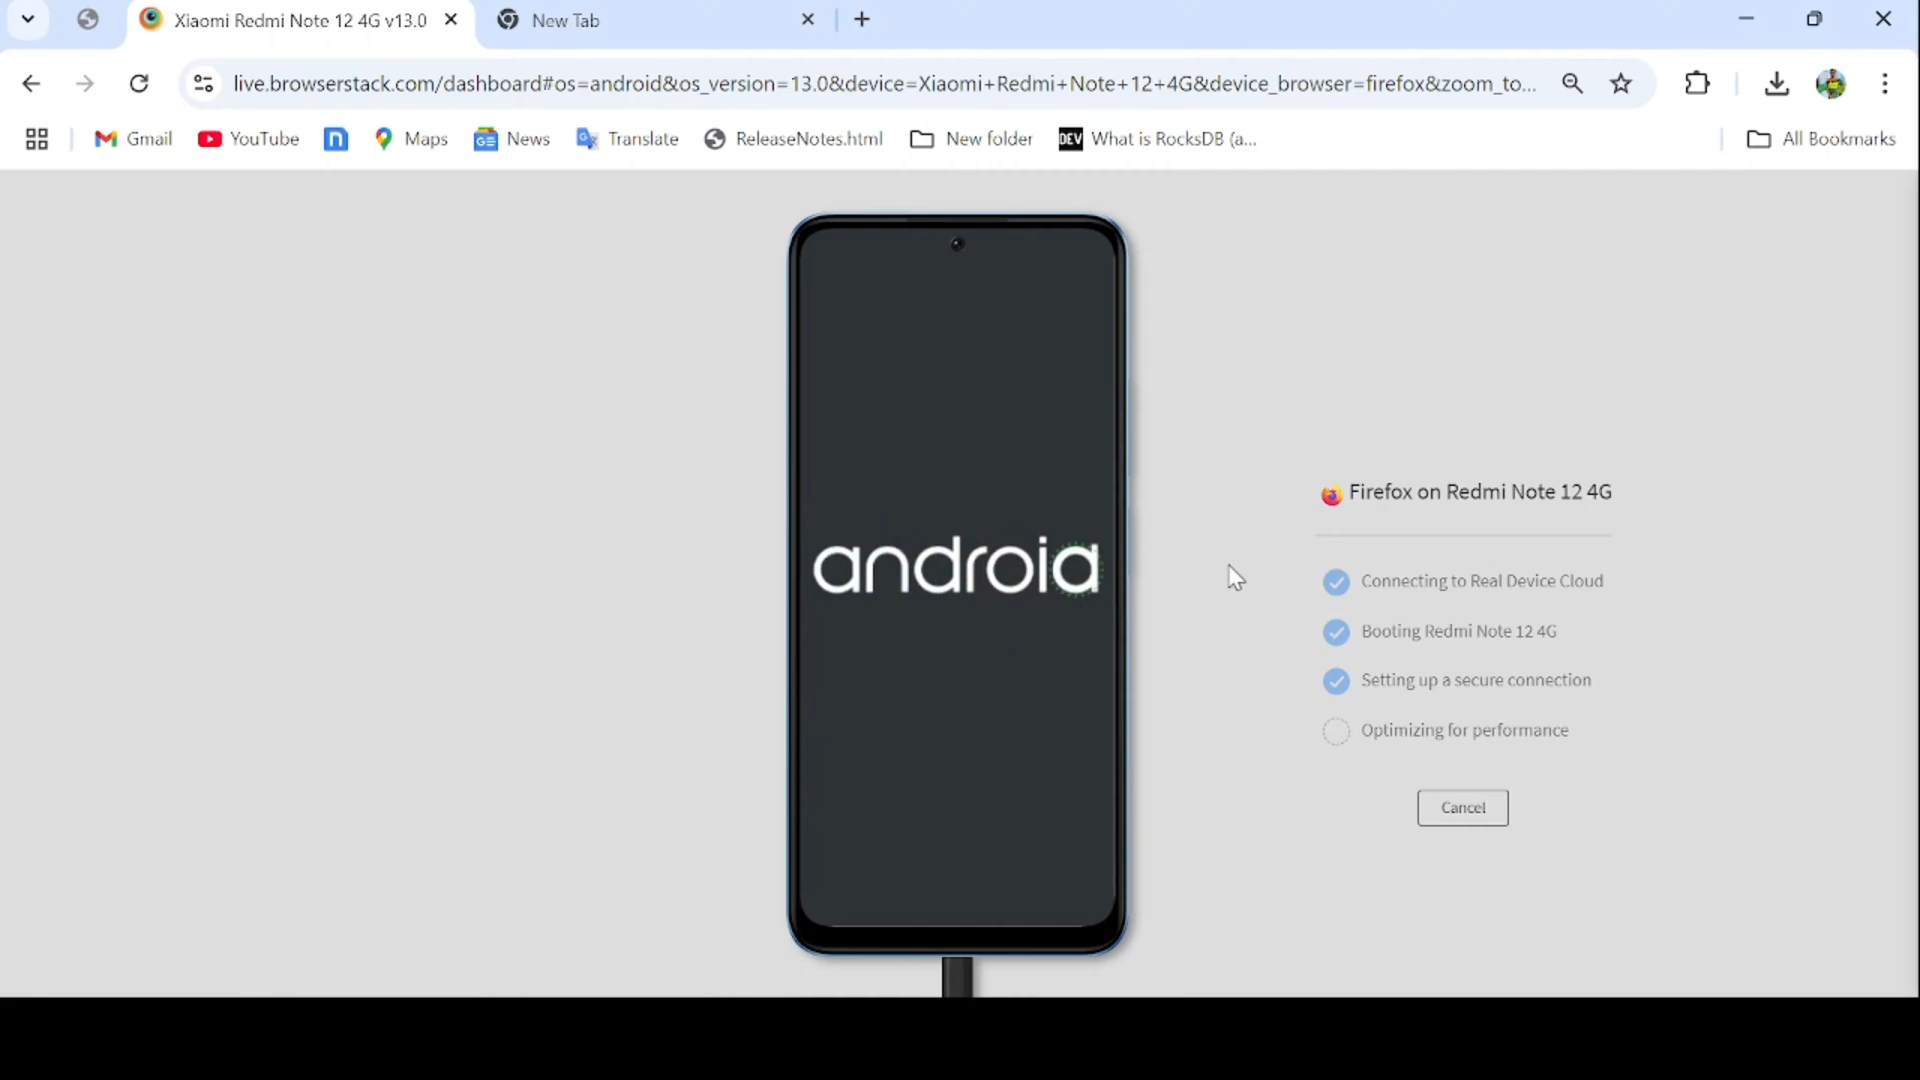 Xiaomi Redmi Note 12 4G v13.0
New Tab
live.browserstack.com/dashboard#os=android&os_version=13.0&device=Xiaomi+Redmi+Note+12+4G&device_browser=firefox&zoom_to...
Gmail YouTube Maps News Translate ReleaseNotes.html New folder DEV What is RocksDB (a... All Bookmarks
android
Firefox on Redmi Note 12 4G
Connecting to Real Device Cloud
Booting Redmi Note 12 4G
Setting up a secure connection
Optimizing for performance
Cancel